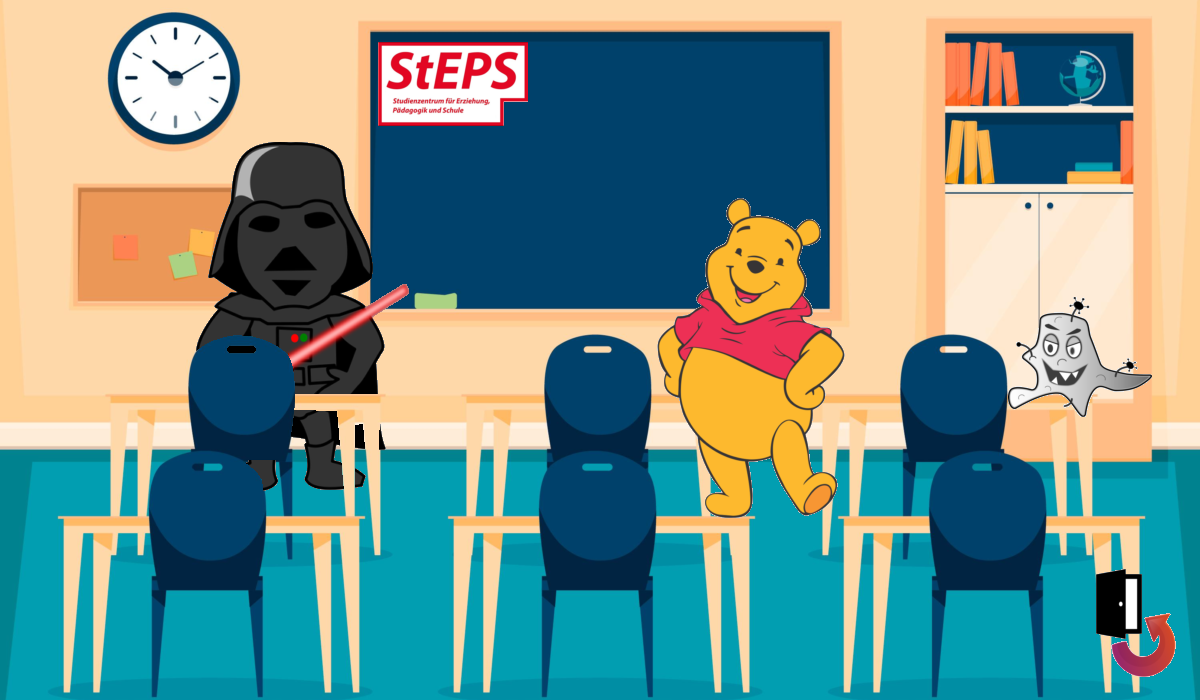 StEPS
Studienzentrum für Erziehung,
Pädagogik und Schule